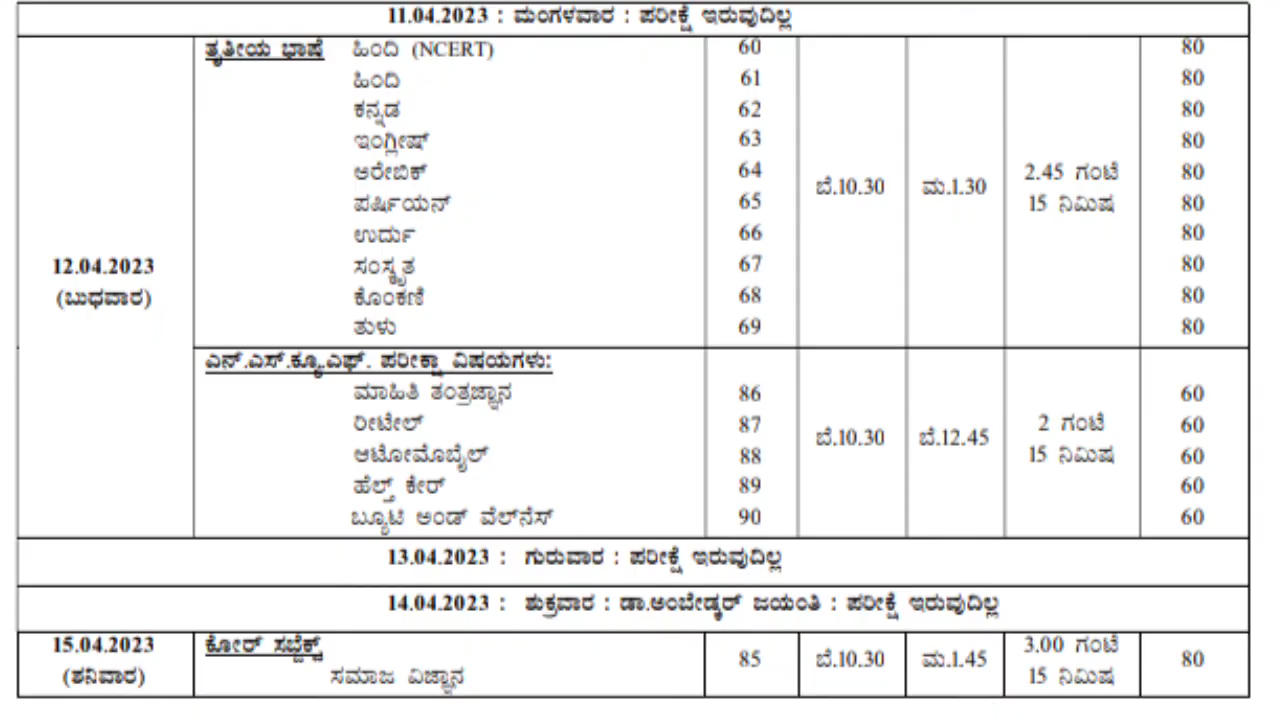 11.04.2023 : ಮಂಗಳವಾರ : ಪರೀಕ್ಷೆ ಇರುವುದಿಲ್ಲ
12.04.2023
(ಬುಧವಾರ)
ತೃತೀಯ ಭಾಷೆ ಹಿಂದಿ (NCERT) 60 80
ಹಿಂದಿ 61 80
ಕನ್ನಡ 62 80
ಇಂಗ್ಲೀಷ್ 63 80
ಅರೇಬಿಕ್ 64 80
ಪರ್ಷಿಯನ್ 65 80
ಉರ್ದು 66 80
ಸಂಸ್ಕೃತ 67 80
ಕೊಂಕಣಿ 68 80
ತುಳು 69 80
ಬೆ.10.30 ಮ.1.30 2.45 ಗಂಟೆ
15 ನಿಮಿಷ
ಎನ್.ಎಸ್.ಕ್ಯೂ.ಎಫ್. ಪರೀಕ್ಷಾ ವಿಷಯಗಳು:
ಮಾಹಿತಿ ತಂತ್ರಜ್ಞಾನ 86 60
ರೀಟೇಲ್ 87 60
ಆಟೋಮೊಬೈಲ್ 88 60
ಹೆಲ್ತ್ ಕೇರ್ 89 60
ಬ್ಯೂಟಿ ಅಂಡ್ ವೆಲ್‌ನೆಸ್ 90 60
ಬೆ.10.30 ಬೆ.12.45 2 ಗಂಟೆ
15 ನಿಮಿಷ
13.04.2023 : ಗುರುವಾರ : ಪರೀಕ್ಷೆ ಇರುವುದಿಲ್ಲ
14.04.2023 : ಶುಕ್ರವಾರ : ಡಾ.ಅಂಬೇಡ್ಕರ್ ಜಯಂತಿ : ಪರೀಕ್ಷೆ ಇರುವುದಿಲ್ಲ
15.04.2023
(ಶನಿವಾರ)
ಕೋರ್ ಸಬ್ಜೆಕ್ಟ್
ಸಮಾಜ ವಿಜ್ಞಾನ
85 ಬೆ.10.30 ಮ.1.45 3.00 ಗಂಟೆ
15 ನಿಮಿಷ
80